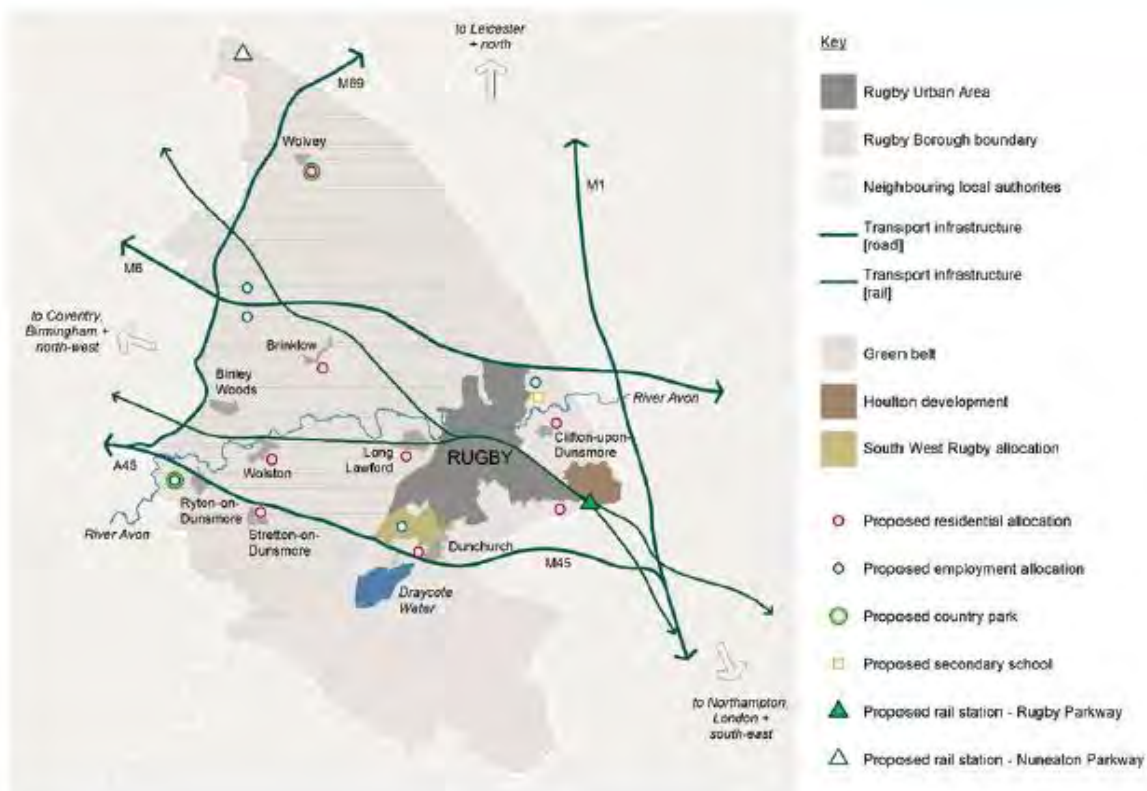 to Leicester
+ north
M69
Wolvey
M1
M6
to Coventry,
Birmingham +
north-west
Brinklow
Binley
Woods
River Avon
Clifton-upon-
Dunsmore
Long
Lawford
RUGBY
A45
Wolston
Ryton-on-
Dunsmore
River Avon
Stretton-on-
Dunsmore
Dunchurch
M45
Draycote
Water
to Northampton,
London +
south-east
Key
Rugby Urban Area
Rugby Borough boundary
Neighbouring local authorites
Transport infrastructure
[road]
Transport infrastructure
[rail]
Green belt
Houlton development
South West Rugby allocation
Proposed residential allocation
Proposed employment allocation
Proposed country park
Proposed secondary school
Proposed rail station - Rugby Parkway
Proposed rail station - Nuneaton Parkway